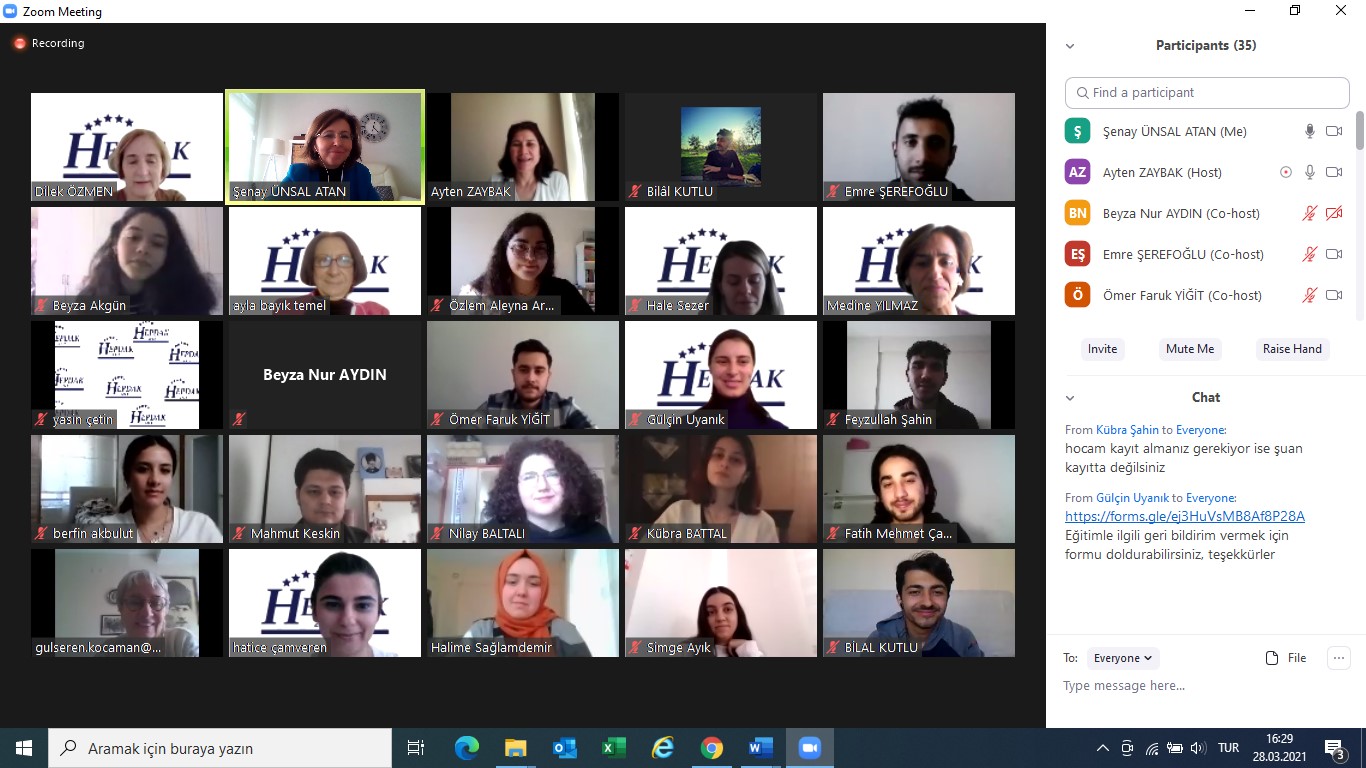 Zoom Meeting
Recording
Participants (35)
Find a participant
Ş Şenay ÜNSAL ATAN (Me)
AZ Ayten ZAYBAK (Host)
BN Beyza Nur AYDIN (Co-host)
EŞ Emre ŞEREFOĞLU (Co-host)
Ö Ömer Faruk YİĞİT (Co-host)
Invite Mute Me Raise Hand
Chat
From Kübra Şahin to Everyone:
hocam kayıt almanız gerekiyor ise şuan
kayıtta değilsiniz
From Gülçin Uyanık to Everyone:
https://forms.gle/ej3HuVsMB8Af8P28A
Eğitimle ilgili geri bildirim vermek için
formu doldurabilirsiniz, teşekkürler
To: Everyone File
Type message here...
Dilek ÖZMEN
Şenay ÜNSAL ATAN
Ayten ZAYBAK
Bilâl KUTLU
Emre ŞEREFOĞLU
Beyza Akgün
ayla bayık temel
Özlem Aleyna Ar...
Hale Sezer
Medine YILMAZ
HEPDAK
yasin çetin
Beyza Nur AYDIN
Ömer Faruk YİĞİT
Gülçin Uyanık
Feyzullah Şahin
berfin akbulut
Mahmut Keskin
Nilay BALTALI
Kübra BATTAL
Fatih Mehmet Ça...
gulseren.kocaman@...
hatice çamveren
Halime Sağlamdemir
Simge Ayık
BİLAL KUTLU
Aramak için buraya yazın
TUR
16:29
28.03.2021
3